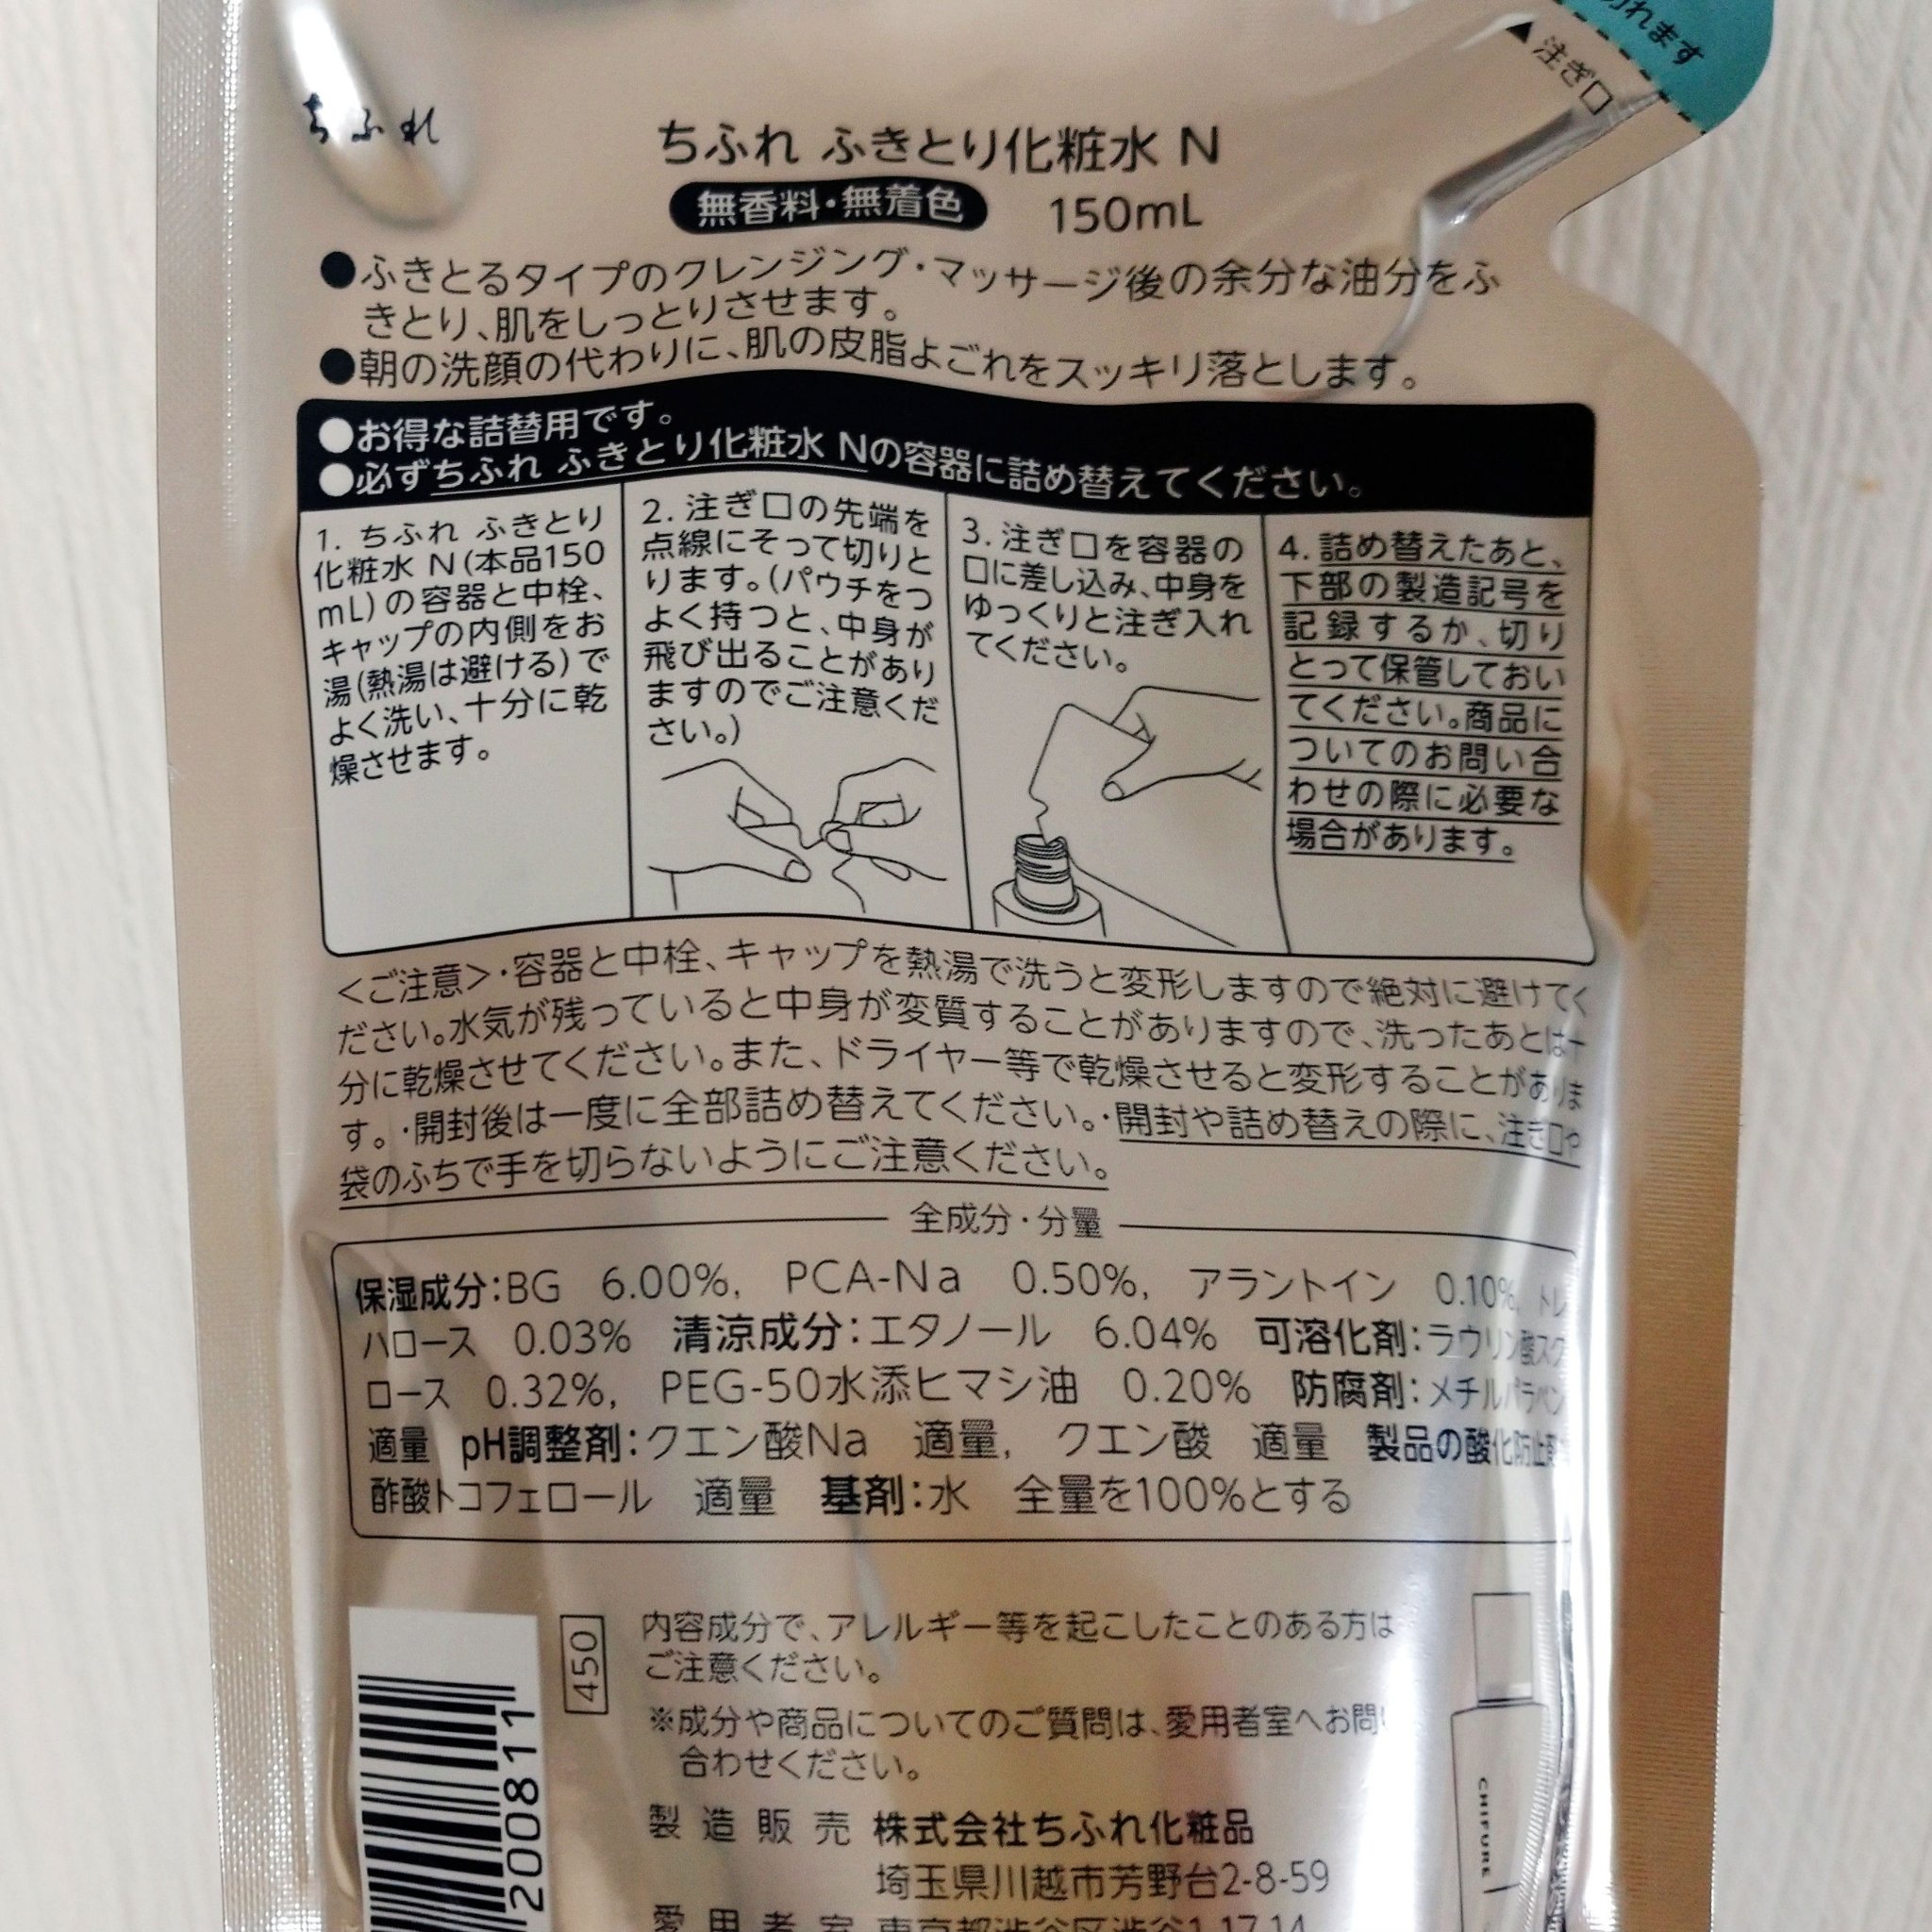 切れます
▲注ぎ口
ちふれ
ちふれ ふきとり化粧水 N
無香料・無着色 150mL
●ふきとるタイプのクレンジング・マッサージ後の余分な油分をふ
きとり、肌をしっとりさせます。
●朝の洗顔の代わりに、肌の皮脂よごれをスッキリ落とします。
●お得な詰替用です。
●必ずちふれ ふきとり化粧水 Nの容器に詰め替えてください。
1. ちふれ ふきとり
化粧水 N(本品150
mL)の容器と中栓、
キャップの内側をお
湯(熱湯は避ける)で
よく洗い、十分に乾
燥させます。
2. 注ぎ口の先端を
点線にそって切りと
ります。(パウチをつ
よく持つと、中身が
飛び出ることがあり
ますのでご注意くだ
さい。)
3. 注ぎ口を容器の
口に差し込み、中身を
ゆっくりと注ぎ入れ
てください。
4. 詰め替えたあと、
下部の製造記号を
記録するか、切り
とって保管しておい
てください。商品に
ついてのお問い合
わせの際に必要な
場合があります。
<ご注意>・容器と中栓、キャップを熱湯で洗うと変形しますので絶対に避けてく
ださい。水気が残っていると中身が変質することがありますので、洗ったあとは十
分に乾燥させてください。また、ドライヤー等で乾燥させると変形することがありま
す。・開封後は一度に全部詰め替えてください。・開封や詰め替えの際に、注ぎ口や
袋のふちで手を切らないようにご注意ください。
全成分・分量
保湿成分:BG 6.00%, PCA-Na 0.50%, アラントイン 0.10%, トレ
ハロース 0.03% 清涼成分:エタノール 6.04% 可溶化剤:ラウリン酸スク
ロース 0.32%, PEG-50水添ヒマシ油 0.20% 防腐剤:メチルパラベン
適量 pH調整剤:クエン酸Na 適量, クエン酸 適量 製品の酸化防止剤:
酢酸トコフェロール 適量 基剤:水 全量を100%とする
450
内容成分で、アレルギー等を起こしたことのある方は
ご注意ください。
※成分や商品についてのご質問は、愛用者室へお問い
合わせください。
製造販売 株式会社ちふれ化粧品
埼玉県川越市芳野台2-8-59
愛用者室 東京都渋谷区渋谷1-17-14
200811
CHIFURE